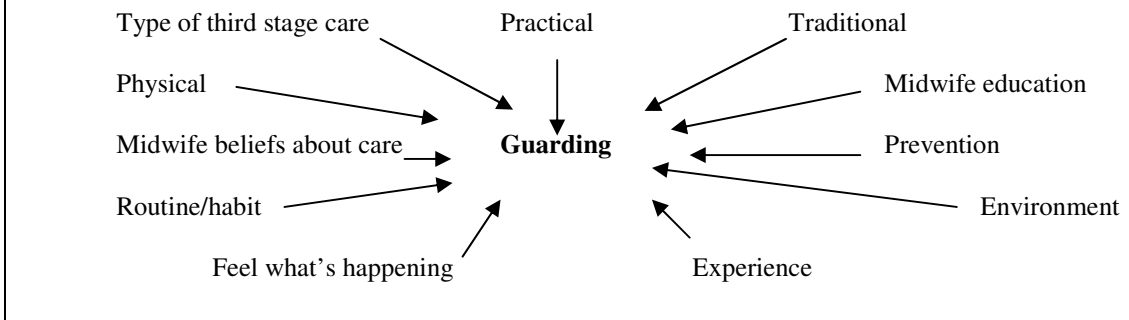 Type of third stage care Practical Traditional
Physical Midwife education
Midwife beliefs about care Guarding Prevention
Routine/habit Environment
Feel what’s happening Experience